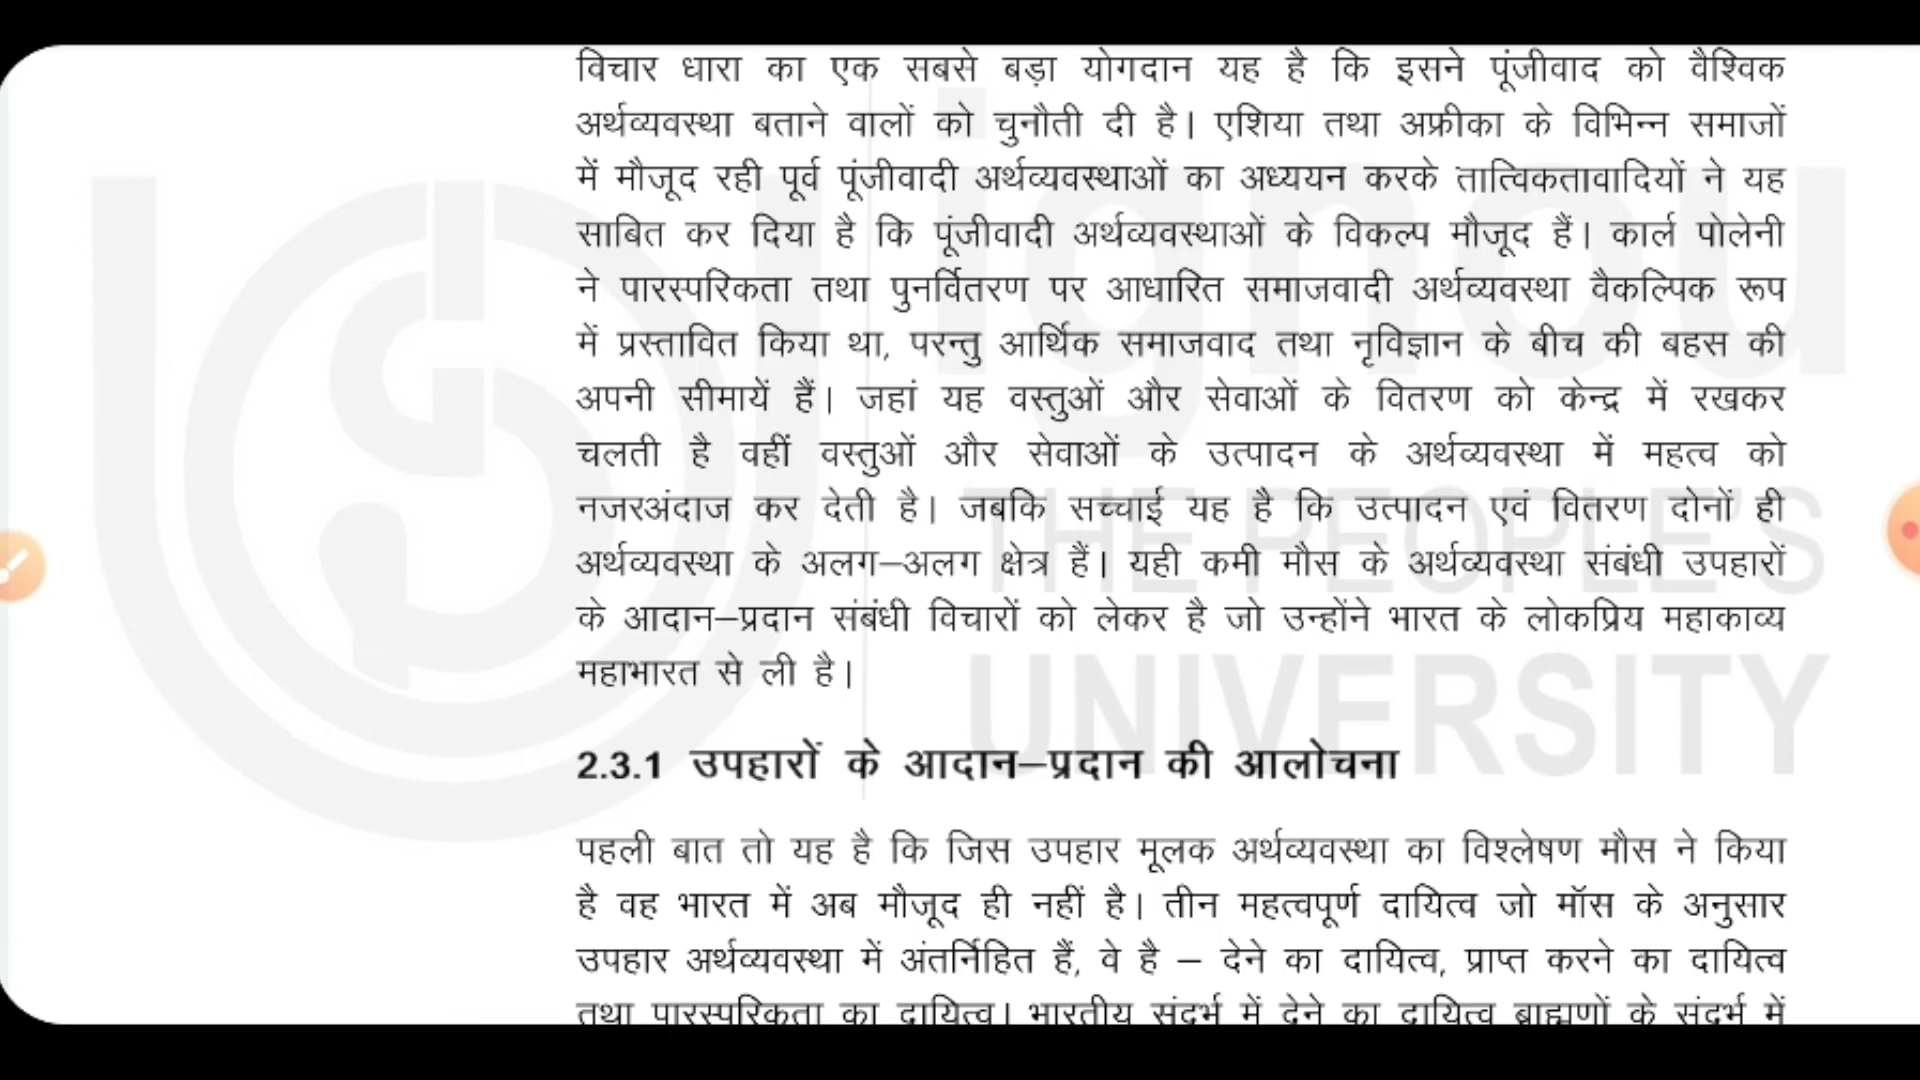 विचार धारा का एक सबसे बड़ा योगदान यह है कि इसने पूंजीवाद को वैश्विक
अर्थव्यवस्था बताने वालों को चुनौती दी है। एशिया तथा अफ्रीका के विभिन्न समाजों
में मौजूद रही पूर्व पूंजीवादी अर्थव्यवस्थाओं का अध्ययन करके तात्विकतावादियों ने यह
साबित कर दिया है कि पूंजीवादी अर्थव्यवस्थाओं के विकल्प मौजूद हैं। कार्ल पोलेनी
ने पारस्परिकता तथा पुनर्वितरण पर आधारित समाजवादी अर्थव्यवस्था वैकल्पिक रूप
में प्रस्तावित किया था, परन्तु आर्थिक समाजवाद तथा नृविज्ञान के बीच की बहस की
अपनी सीमायें हैं। जहां यह वस्तुओं और सेवाओं के वितरण को केन्द्र में रखकर
चलती है वहीं वस्तुओं और सेवाओं के उत्पादन के अर्थव्यवस्था में महत्व को
नजरअंदाज कर देती है। जबकि सच्चाई यह है कि उत्पादन एवं वितरण दोनों ही
अर्थव्यवस्था के अलग–अलग क्षेत्र हैं। यही कमी मौस के अर्थव्यवस्था संबंधी उपहारों
के आदान–प्रदान संबंधी विचारों को लेकर है जो उन्होंने भारत के लोकप्रिय महाकाव्य
महाभारत से ली है।
2.3.1 उपहारों के आदान–प्रदान की आलोचना
पहली बात तो यह है कि जिस उपहार मूलक अर्थव्यवस्था का विश्लेषण मौस ने किया
है वह भारत में अब मौजूद ही नहीं है। तीन महत्वपूर्ण दायित्व जो मॉस के अनुसार
उपहार अर्थव्यवस्था में अंतर्निहित हैं, वे है – देने का दायित्व, प्राप्त करने का दायित्व
तथा पारस्परिकता का दायित्व। भारतीय संदर्भ में देने का दायित्व ब्राह्मणों के संदर्भ में
ignou
THE PEOPLE'S
UNIVERSITY